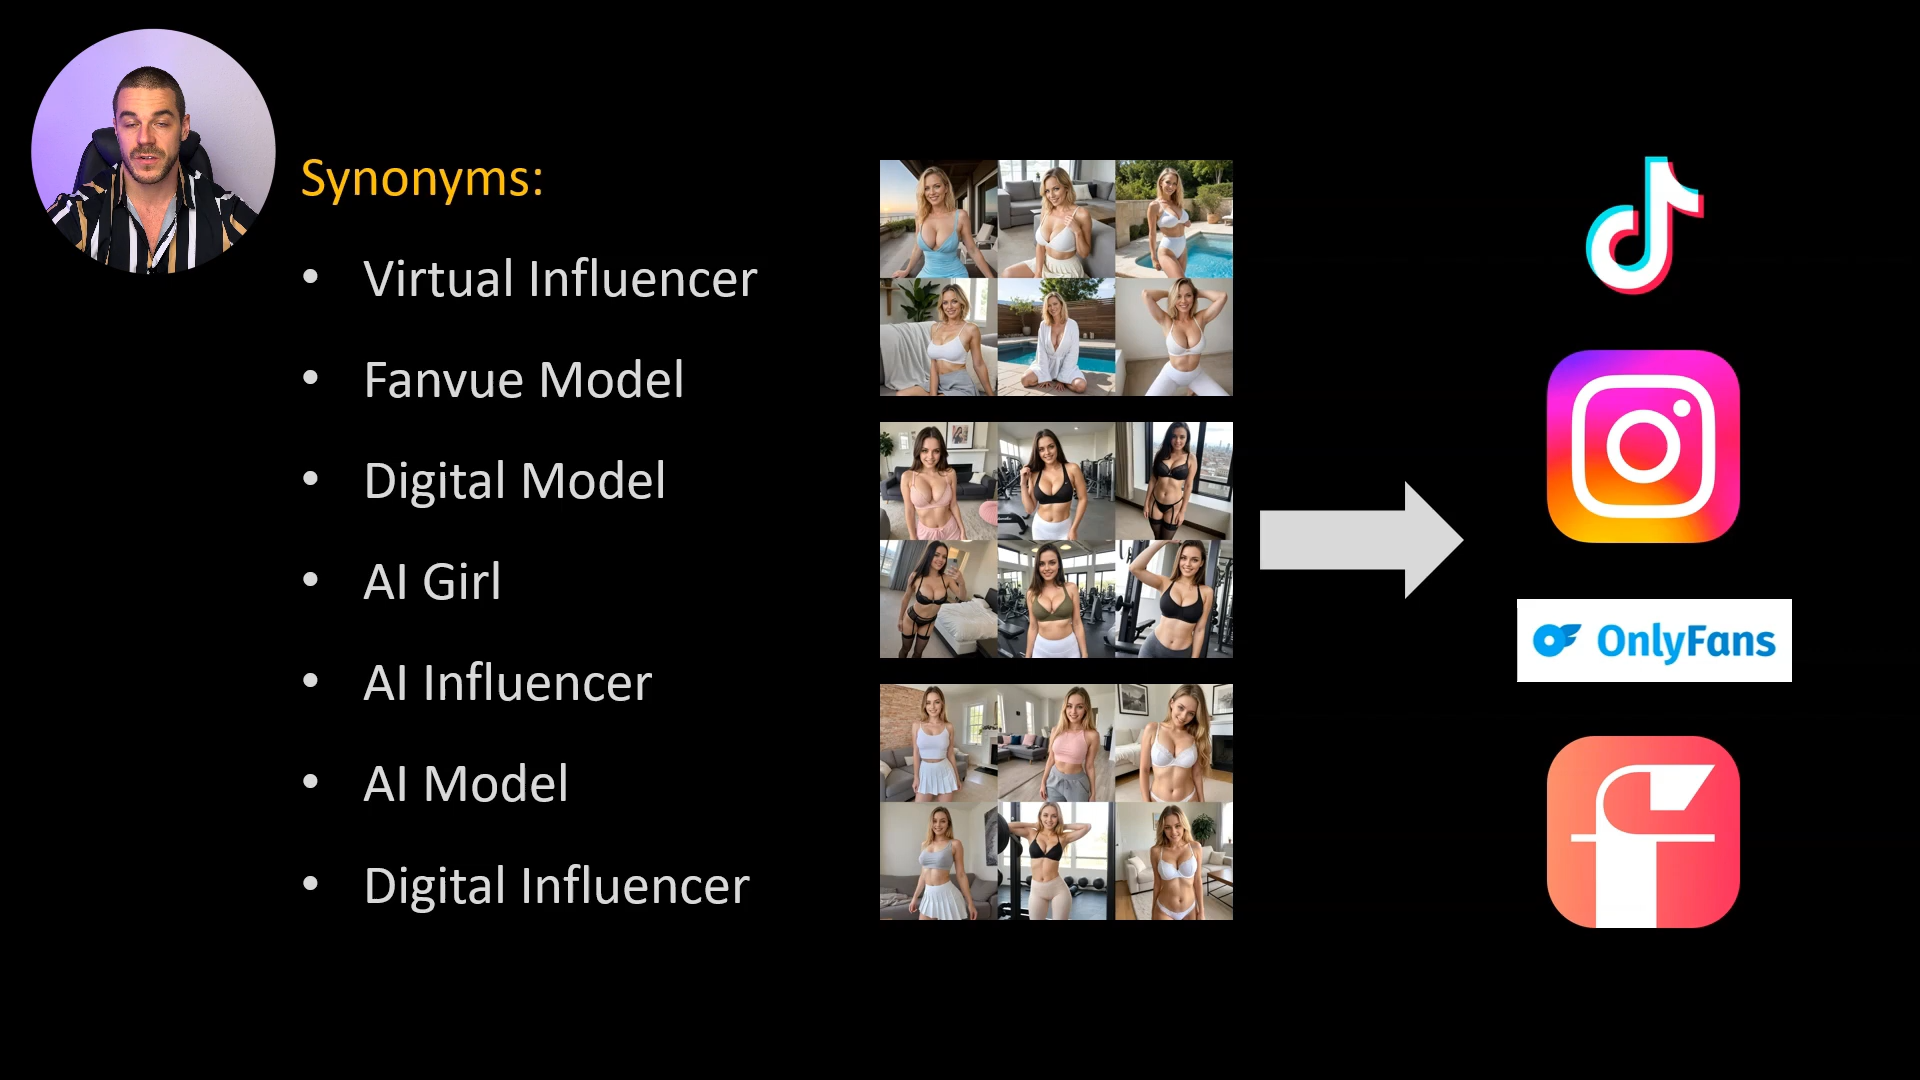 Synonyms:
• Virtual Influencer
• Fanvue Model
• Digital Model
• AI Girl
• AI Influencer
• AI Model
• Digital Influencer
OnlyFans